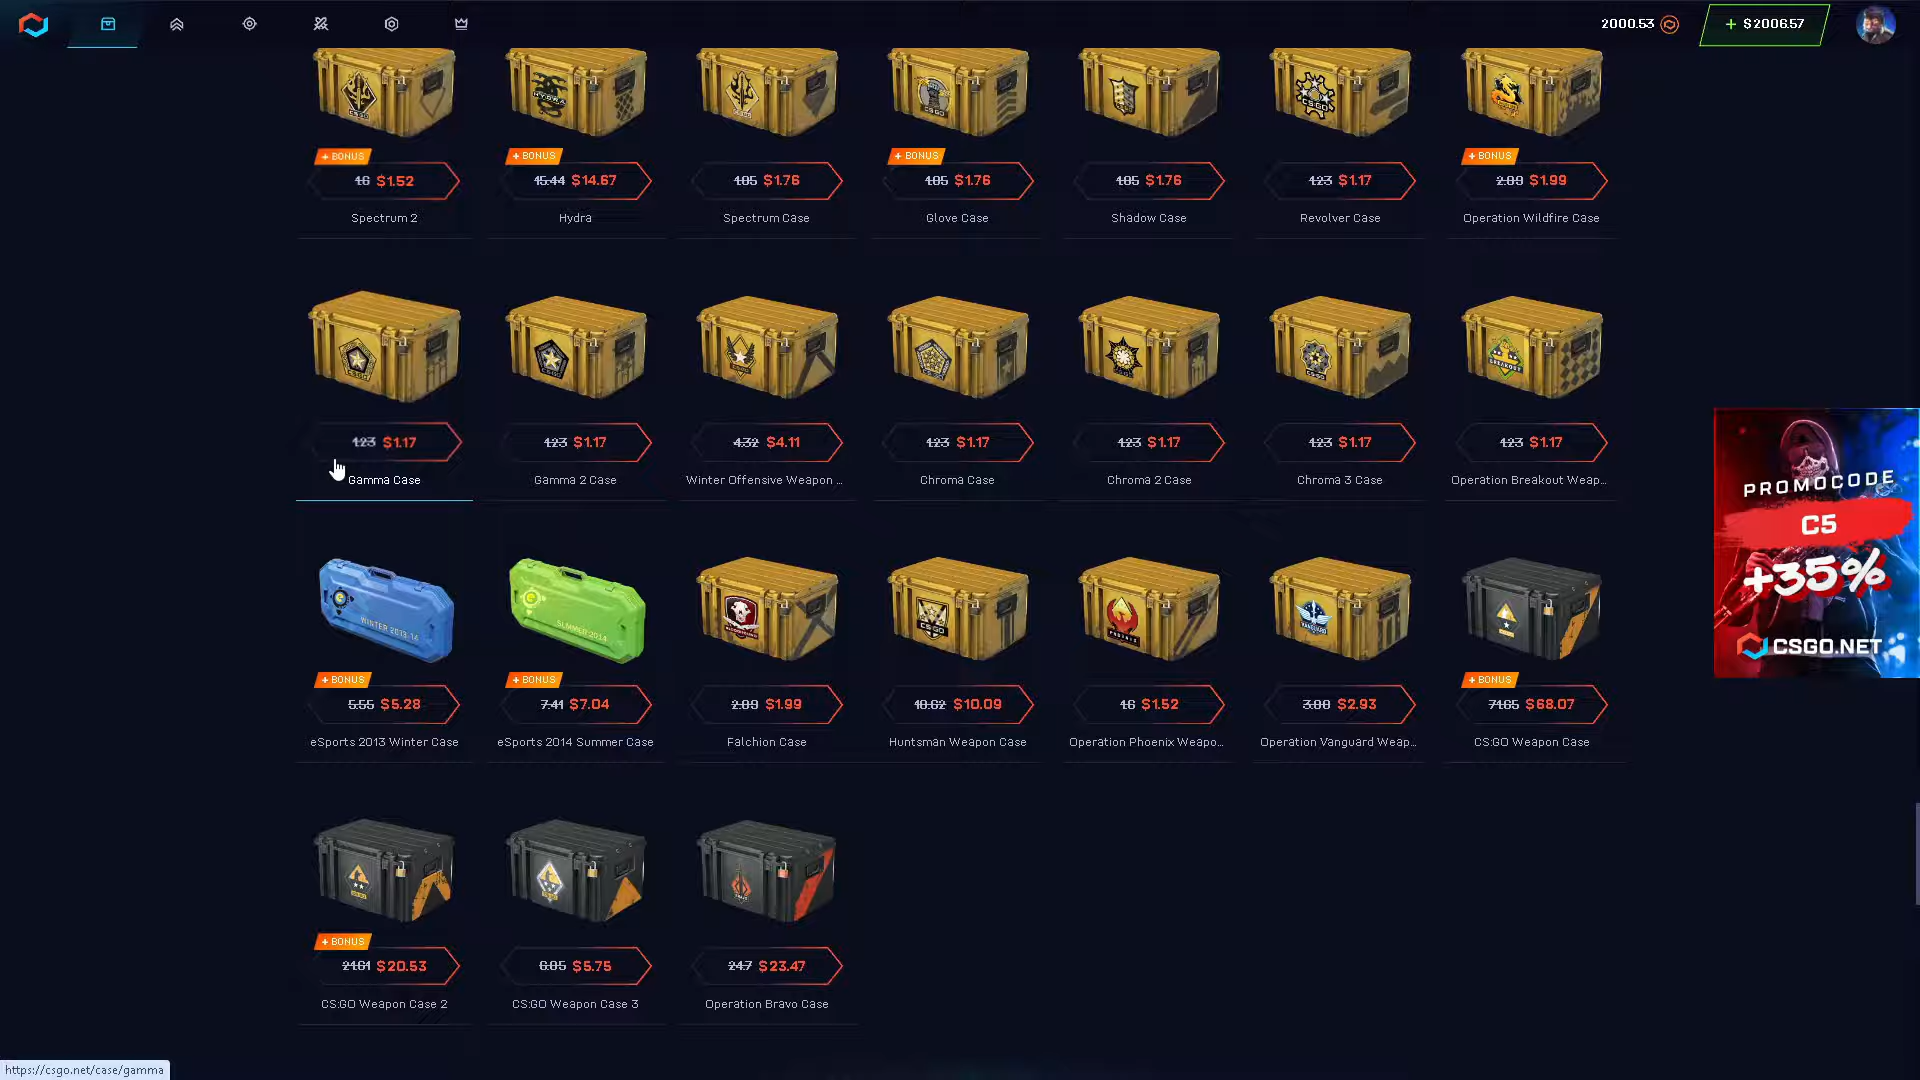 2000.53
+ $2006.57
+ BONUS
+ BONUS
+ BONUS
+ BONUS
1.6 $1.52
15.44 $14.67
1.85 $1.76
1.85 $1.76
1.85 $1.76
1.23 $1.17
2.09 $1.99
Spectrum 2
Hydra
Spectrum Case
Glove Case
Shadow Case
Revolver Case
Operation Wildfire Case
1.23 $1.17
1.23 $1.17
4.32 $4.11
1.23 $1.17
1.23 $1.17
1.23 $1.17
1.23 $1.17
Gamma Case
Gamma 2 Case
Winter Offensive Weapon ...
Chroma Case
Chroma 2 Case
Chroma 3 Case
Operation Breakout Weap...
PROMOCODE
C5
+35%
CSGO.NET
WINTER 2013-14
SUMMER 2014
+ BONUS
+ BONUS
+ BONUS
5.55 $5.28
7.41 $7.04
2.09 $1.99
10.62 $10.09
1.6 $1.52
3.08 $2.93
71.65 $68.07
eSports 2013 Winter Case
eSports 2014 Summer Case
Falchion Case
Huntsman Weapon Case
Operation Phoenix Weapo...
Operation Vanguard Weap...
CS:GO Weapon Case
+ BONUS
21.61 $20.53
6.05 $5.75
24.7 $23.47
CS:GO Weapon Case 2
CS:GO Weapon Case 3
Operation Bravo Case
https://csgo.net/case/gamma